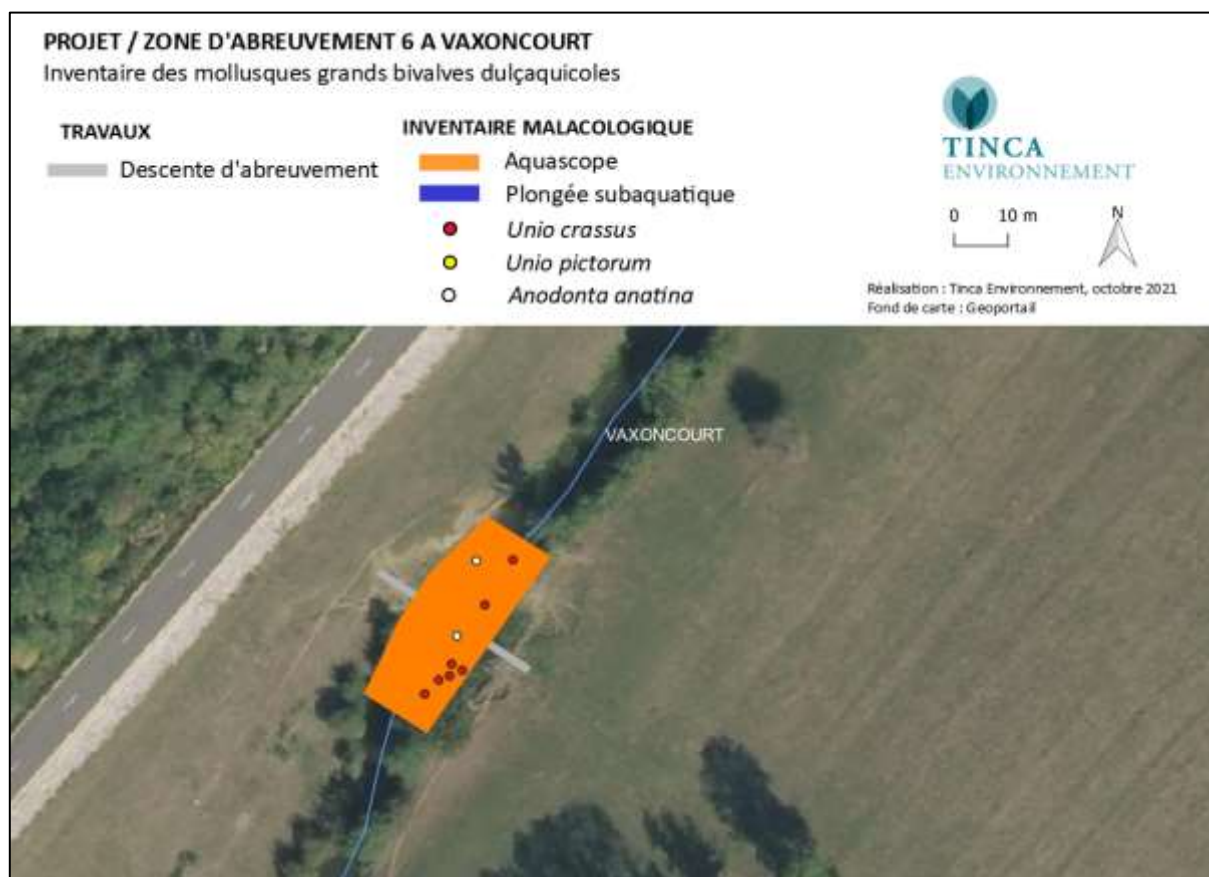 PROJET / ZONE D'ABREUVEMENT 6 A VAXONCOURT
Inventaire des mollusques grands bivalves dulçaquicoles
TRAVAUX
Descente d'abreuvement
INVENTAIRE MALACOLOGIQUE
Aquascope
Plongée subaquatique
Unio crassus
Unio pictorum
Anodonta anatina
TINCA
ENVIRONNEMENT
0 10 m
N
Réalisation : Tinca Environnement, octobre 2021
Fond de carte : Geoportail
VAXONCOURT